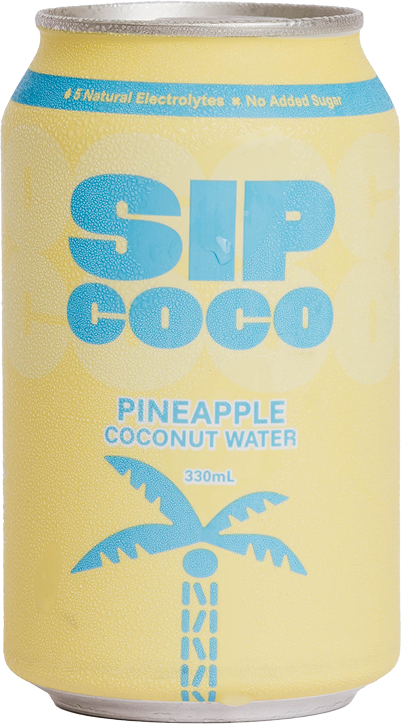 5 Natural Electrolytes × No Added Sugar
SIP
COCO
PINEAPPLE
COCONUT WATER
330mL